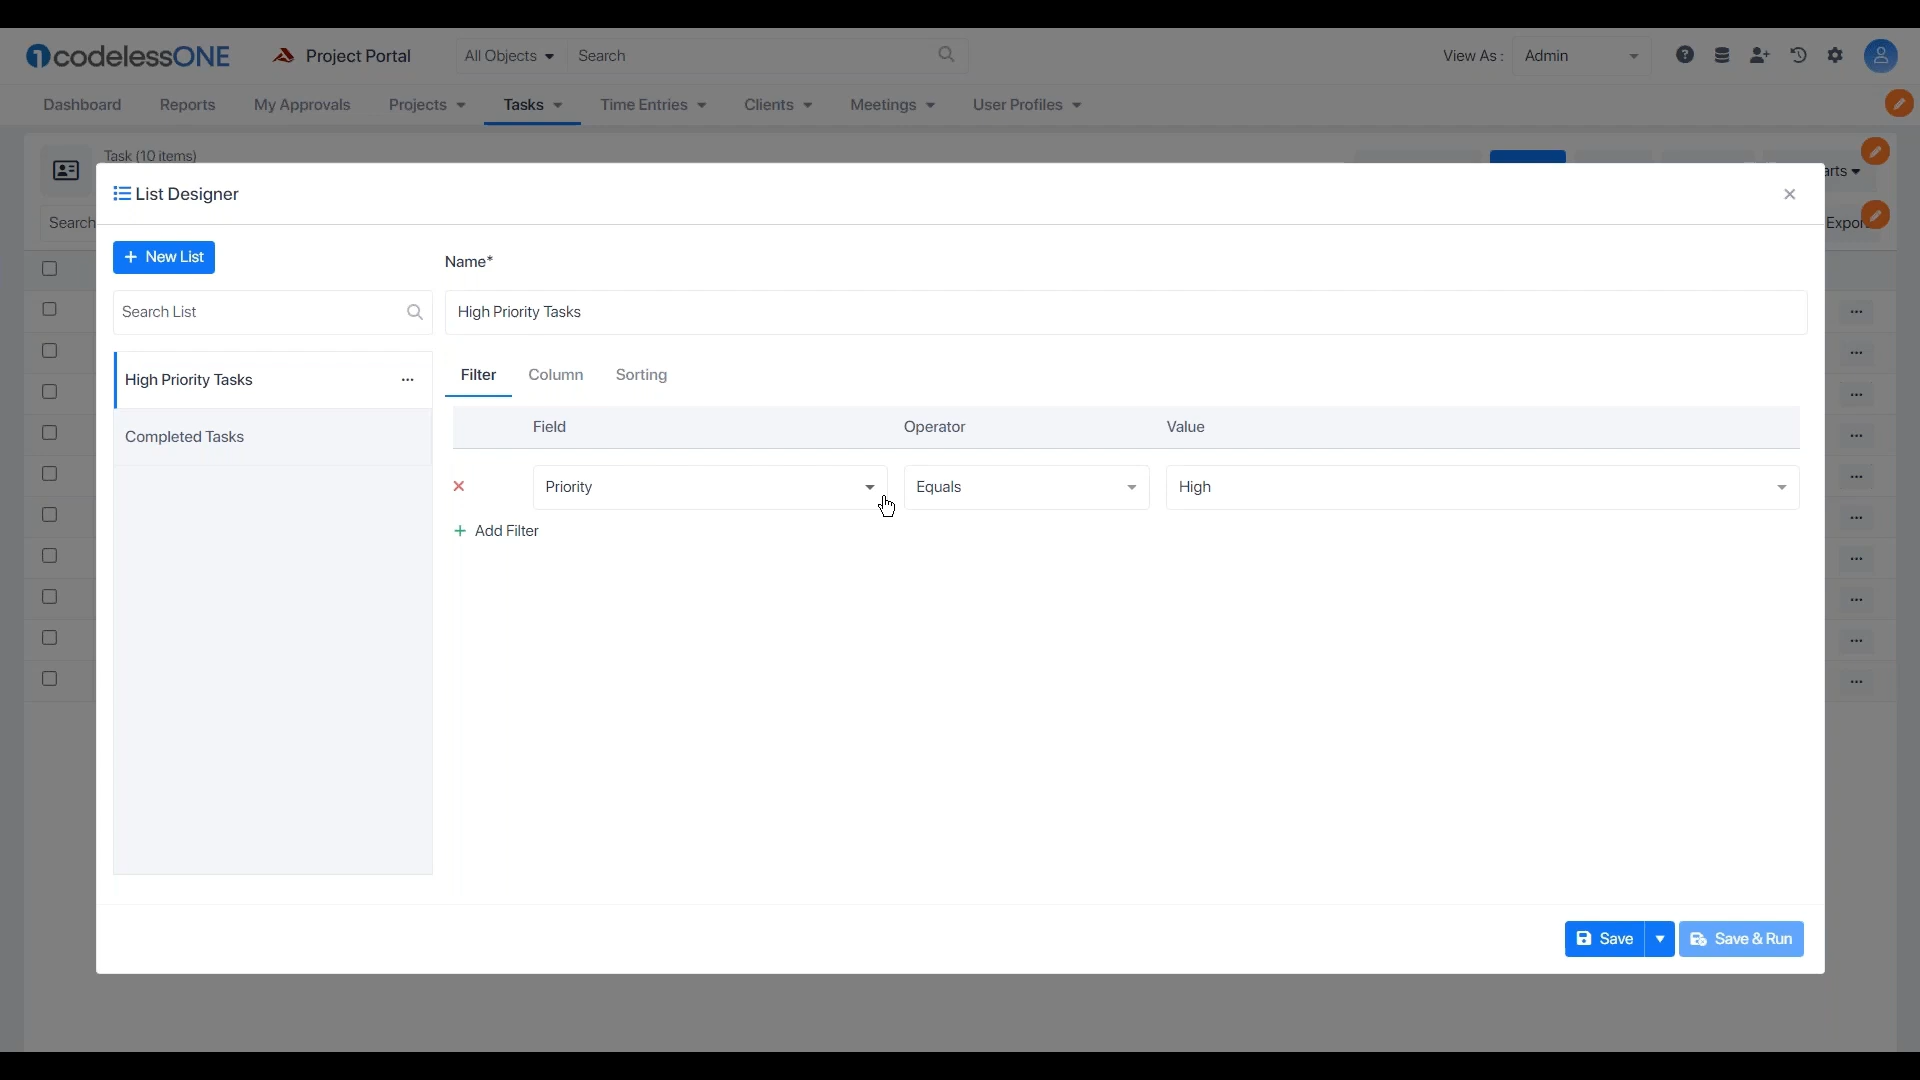 codelessONE
Project Portal
All Objects
Search
View As :
Admin
Dashboard
Reports
My Approvals
Projects
Tasks
Time Entries
Clients
Meetings
User Profiles
Task (10 items)
Search
List Designer
+ New List
Name*
Search List
High Priority Tasks
High Priority Tasks
Completed Tasks
Filter
Column
Sorting
Field
Operator
Value
Priority
Equals
High
+ Add Filter
Save
Save & Run